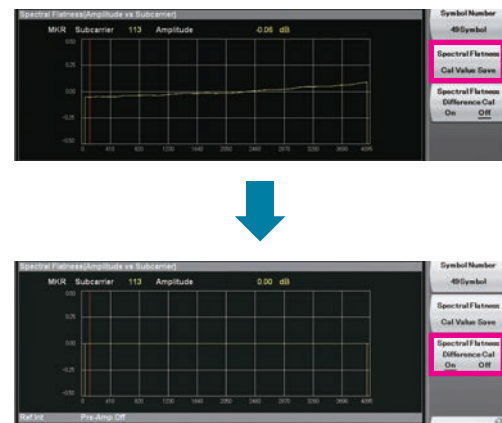 Spectral Flatness(Amplitude vs Subcarrier)
MKR Subcarrier 113 Amplitude -0.06 dB
0.50
0.25
0.00
-0.25
-0.50
0 410 820 1230 1640 2050 2460 2870 3280 3690 4095
Symbol Number
49Symbol
Spectral Flatness
Cal Value Save
Spectral Flatness
Difference Cal
On Off
Spectral Flatness(Amplitude vs Subcarrier)
MKR Subcarrier 113 Amplitude 0.00 dB
0.50
0.25
0.00
-0.25
-0.50
0 410 820 1230 1640 2050 2460 2870 3280 3690 4095
Ref.Int Pre-Amp Off
Symbol Number
49Symbol
Spectral Flatness
Cal Value Save
Spectral Flatness
Difference Cal
On Off